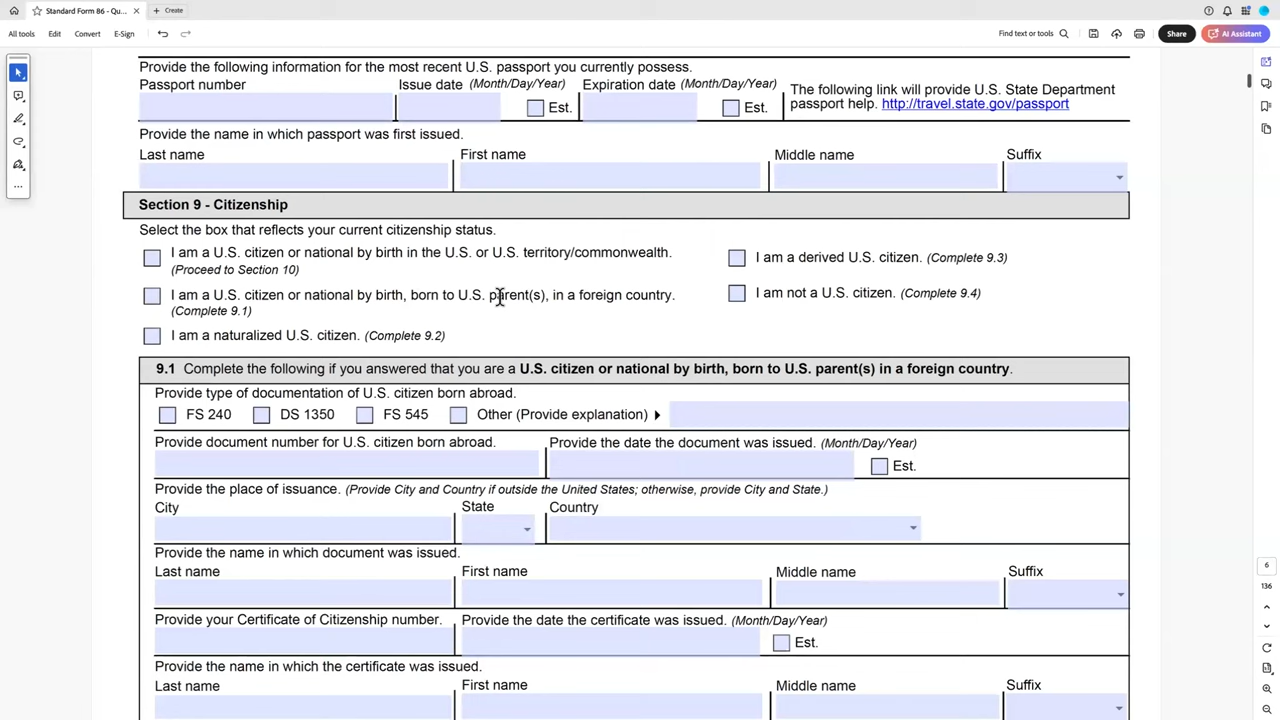 Standard Form 86 - Qu...
Create
All tools
Edit
Convert
E-Sign
Find text or tools
Share
AI Assistant
Provide the following information for the most recent U.S. passport you currently possess.
Passport number
Issue date (Month/Day/Year)
Est.
Expiration date (Month/Day/Year)
Est.
The following link will provide U.S. State Department
passport help. http://travel.state.gov/passport
Provide the name in which passport was first issued.
Last name
First name
Middle name
Suffix
Section 9 - Citizenship
Select the box that reflects your current citizenship status.
I am a U.S. citizen or national by birth in the U.S. or U.S. territory/commonwealth.
(Proceed to Section 10)
I am a U.S. citizen or national by birth, born to U.S. parent(s), in a foreign country.
(Complete 9.1)
I am a naturalized U.S. citizen. (Complete 9.2)
I am a derived U.S. citizen. (Complete 9.3)
I am not a U.S. citizen. (Complete 9.4)
9.1 Complete the following if you answered that you are a U.S. citizen or national by birth, born to U.S. parent(s) in a foreign country.
Provide type of documentation of U.S. citizen born abroad.
FS 240
DS 1350
FS 545
Other (Provide explanation)
Provide document number for U.S. citizen born abroad.
Provide the date the document was issued. (Month/Day/Year)
Est.
Provide the place of issuance. (Provide City and Country if outside the United States; otherwise, provide City and State.)
City
State
Country
Provide the name in which document was issued.
Last name
First name
Middle name
Suffix
Provide your Certificate of Citizenship number.
Provide the date the certificate was issued. (Month/Day/Year)
Est.
Provide the name in which the certificate was issued.
Last name
First name
Middle name
Suffix
6
136